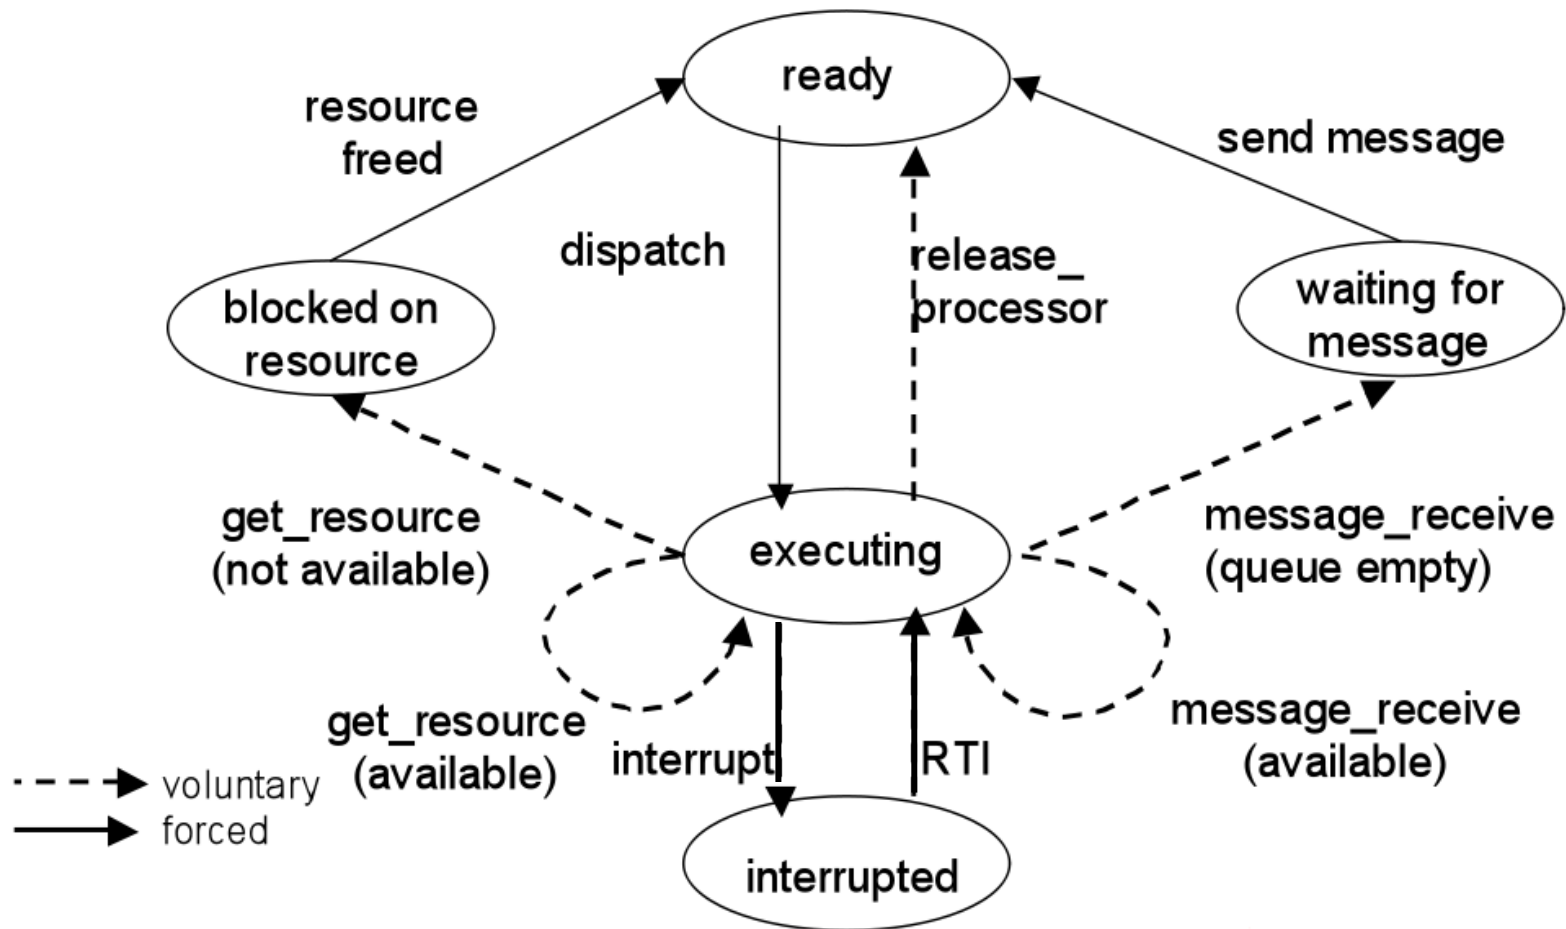 ready
resource
freed
send message
dispatch
release_
processor
blocked on
resource
waiting for
message
get_resource
(not available)
executing
message_receive
(queue empty)
get_resource
(available)
interrupt
RTI
message_receive
(available)
voluntary
forced
interrupted